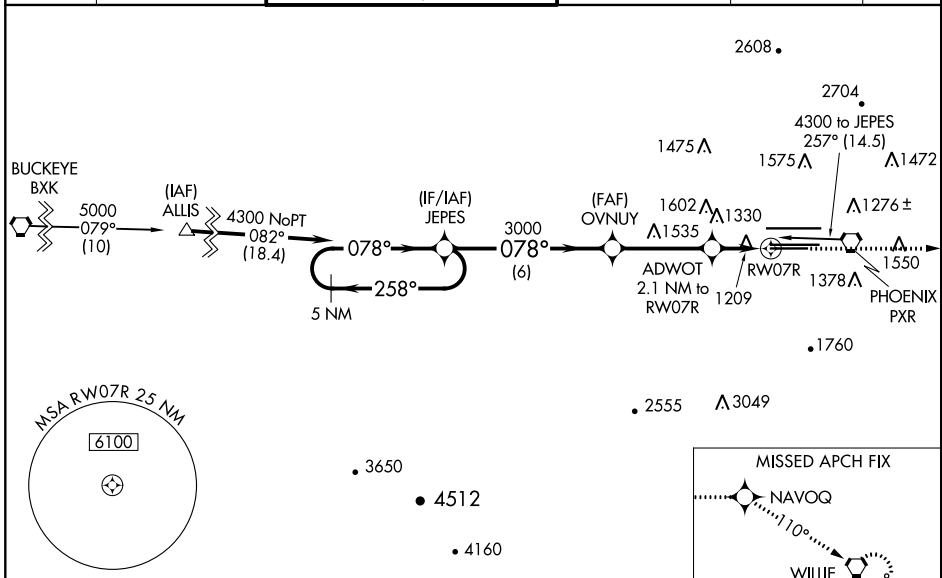 2608
2704
4300 to JEPES
257° (14.5)
1475
1575
1472
BUCKEYE
BXK
5000
079°
(10)
(IAF)
ALLIS
4300 NoPT
082°
(18.4)
(IF/IAF)
JEPES
078°
258°
5 NM
3000
078°
(6)
(FAF)
OVNUY
1602
1330
1535
1276 ±
ADWOT
2.1 NM to
RW07R
1209
RW07R
1378
1550
PHOENIX
PXR
1760
MSA RW07R 25 NM
6100
2555
3049
3650
4512
4160
MISSED APCH FIX
NAVOQ
110°